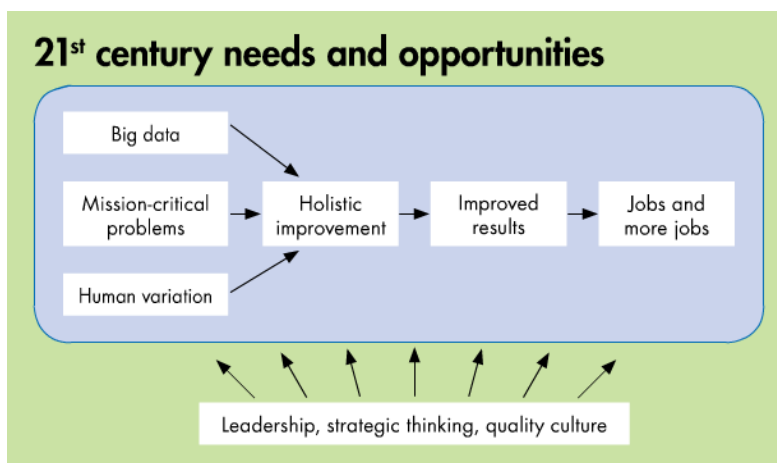 21st century needs and opportunities
Big data
Mission-critical
problems
Human variation
Holistic
improvement
Improved
results
Jobs and
more jobs
Leadership, strategic thinking, quality culture